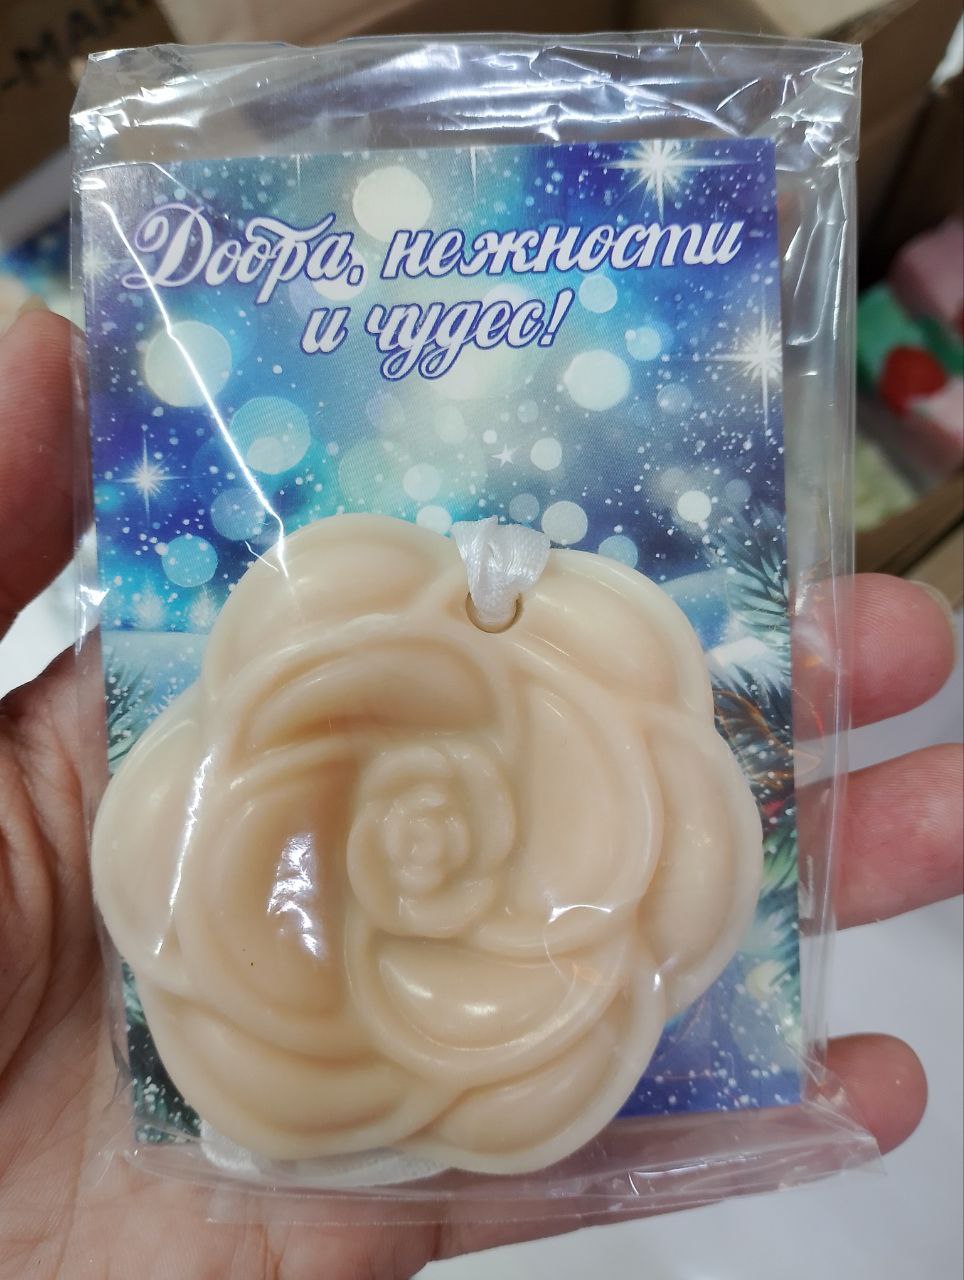 Добра, нежности
и чудес!